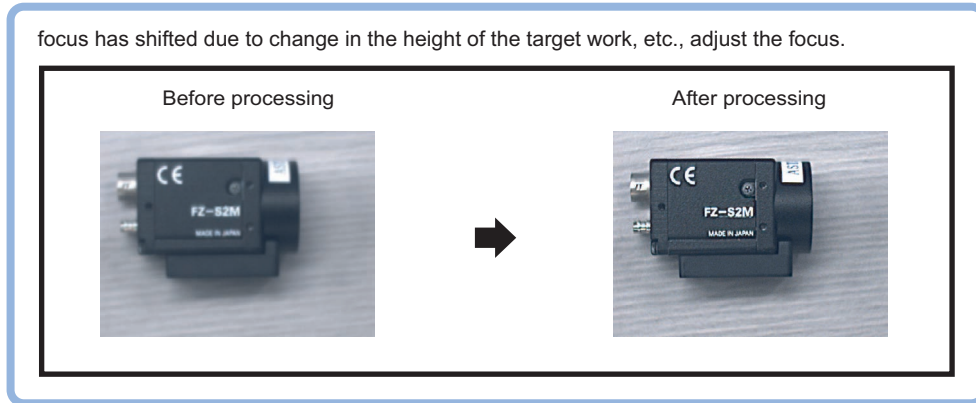 focus has shifted due to change in the height of the target work, etc., adjust the focus.
Before processing
After processing
CE
FZ-S2M
MADE IN JAPAN
CE
AST
FZ-S2M
MADE IN JAPAN